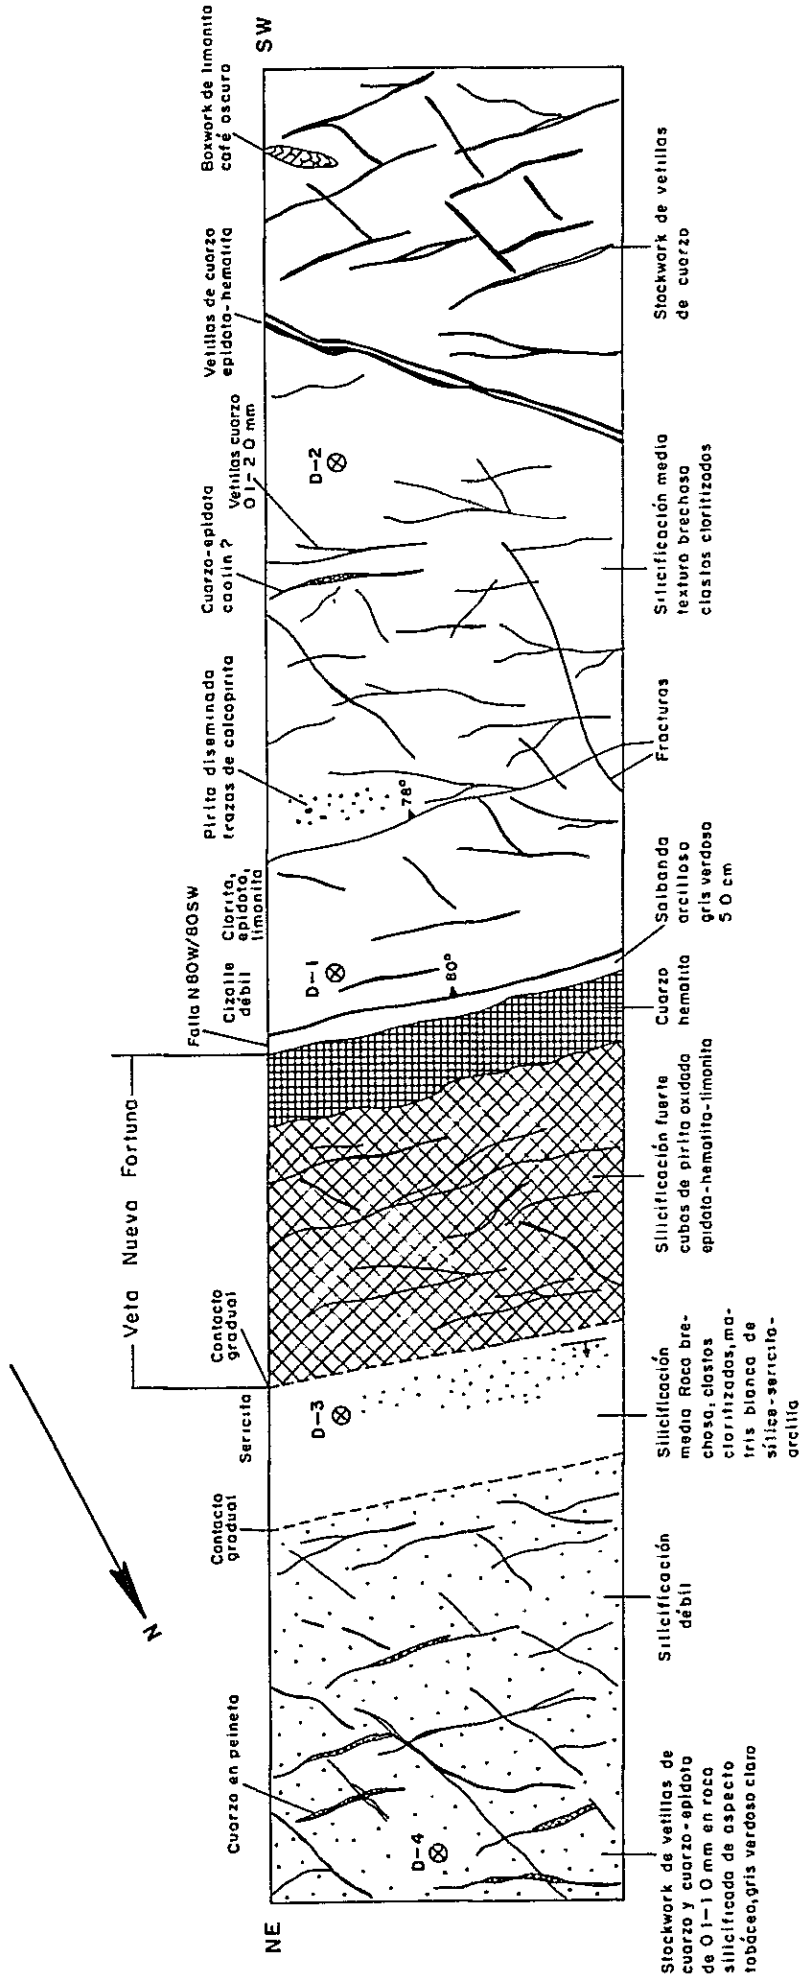 N
Veta Nueva Fortuna
NE
SW
Cuarzo en peineta
Contacto
gradual
Sericita
Contacto
gradual
Falla N80W/80SW
Cizalle
débil
Clorita,
epidota,
limonita
Pirita diseminada
trazas de calcopirita
Cuarzo-epidota
caolín ?
Vetillas cuarzo
0 1-2 0 mm
Vetillas de cuarzo
epidota-hematita
Boxwork de limonita
café oscuro
D-4
D-3
D-1
D-2
80°
78°
Stockwork de vetillas de
cuarzo y cuarzo-epidota
de 0 1-1 0 mm en roca
silicificada de aspecto
tobáceo, gris verdoso claro
Silicificación
débil
Silicificación
media Roca bre-
chosa, clastos
cloritizados, ma-
tris blanca de
sílice-sericita-
arcilla
Silicificación fuerte
cubos de pirita oxidada
epidota-hematita-limonita
Cuarzo
hematita
Salbanda
arcillosa
gris verdoso
5 0 cm
Fracturas
Silicificación media
textura brechosa
clastos cloritizados
Stockwork de vetillas
de cuarzo